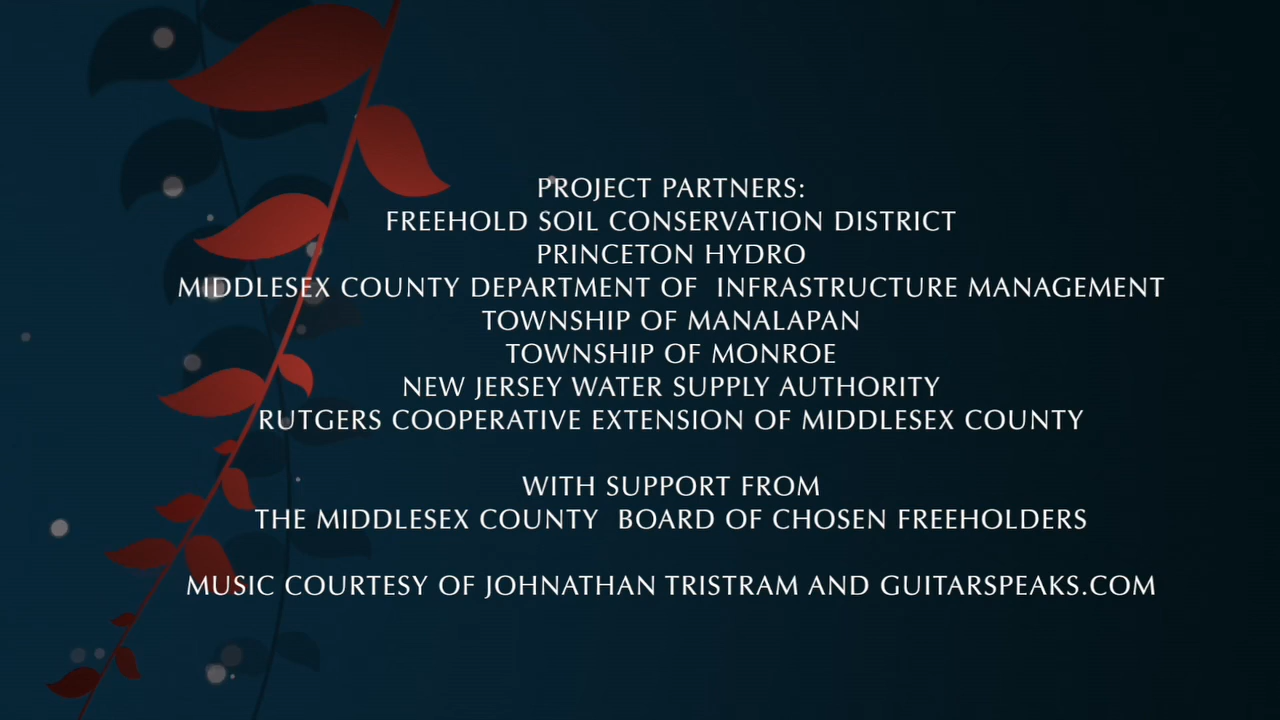 PROJECT PARTNERS:
FREEHOLD SOIL CONSERVATION DISTRICT
PRINCETON HYDRO
MIDDLESEX COUNTY DEPARTMENT OF  INFRASTRUCTURE MANAGEMENT
TOWNSHIP OF MANALAPAN
TOWNSHIP OF MONROE
NEW JERSEY WATER SUPPLY AUTHORITY
RUTGERS COOPERATIVE EXTENSION OF MIDDLESEX COUNTY
WITH SUPPORT FROM
THE MIDDLESEX COUNTY  BOARD OF CHOSEN FREEHOLDERS
MUSIC COURTESY OF JOHNATHAN TRISTRAM AND GUITARSPEAKS.COM